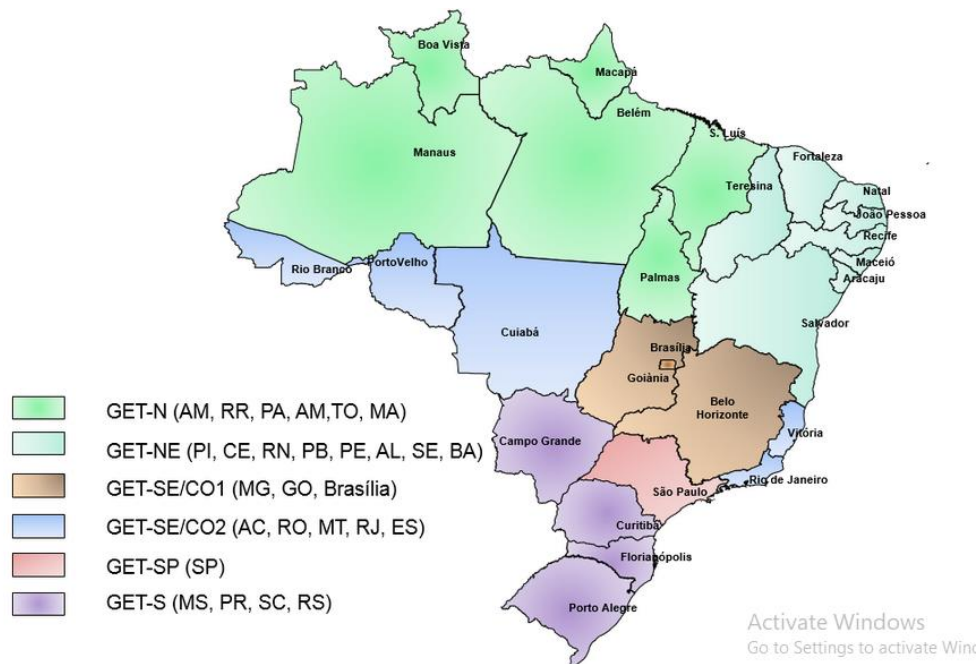 Boa Vista
Macapá
Belém
S. Luís
Manaus
Fortaleza
Teresina
Natal
João Pessoa
Recife
Maceió
Aracaju
Rio Branco
PortoVelho
Palmas
Salvador
Cuiabá
Brasília
Goiània
Belo
Horizonte
Vitória
Campo Grande
Rio de Janeiro
São Paulo
Curitiba
Florianópolis
Porto Alegre
GET-N (AM, RR, PA, AM,TO, MA)
GET-NE (PI, CE, RN, PB, PE, AL, SE, BA)
GET-SE/CO1 (MG, GO, Brasília)
GET-SE/CO2 (AC, RO, MT, RJ, ES)
GET-SP (SP)
GET-S (MS, PR, SC, RS)
Activate Windows
Go to Settings to activate Win